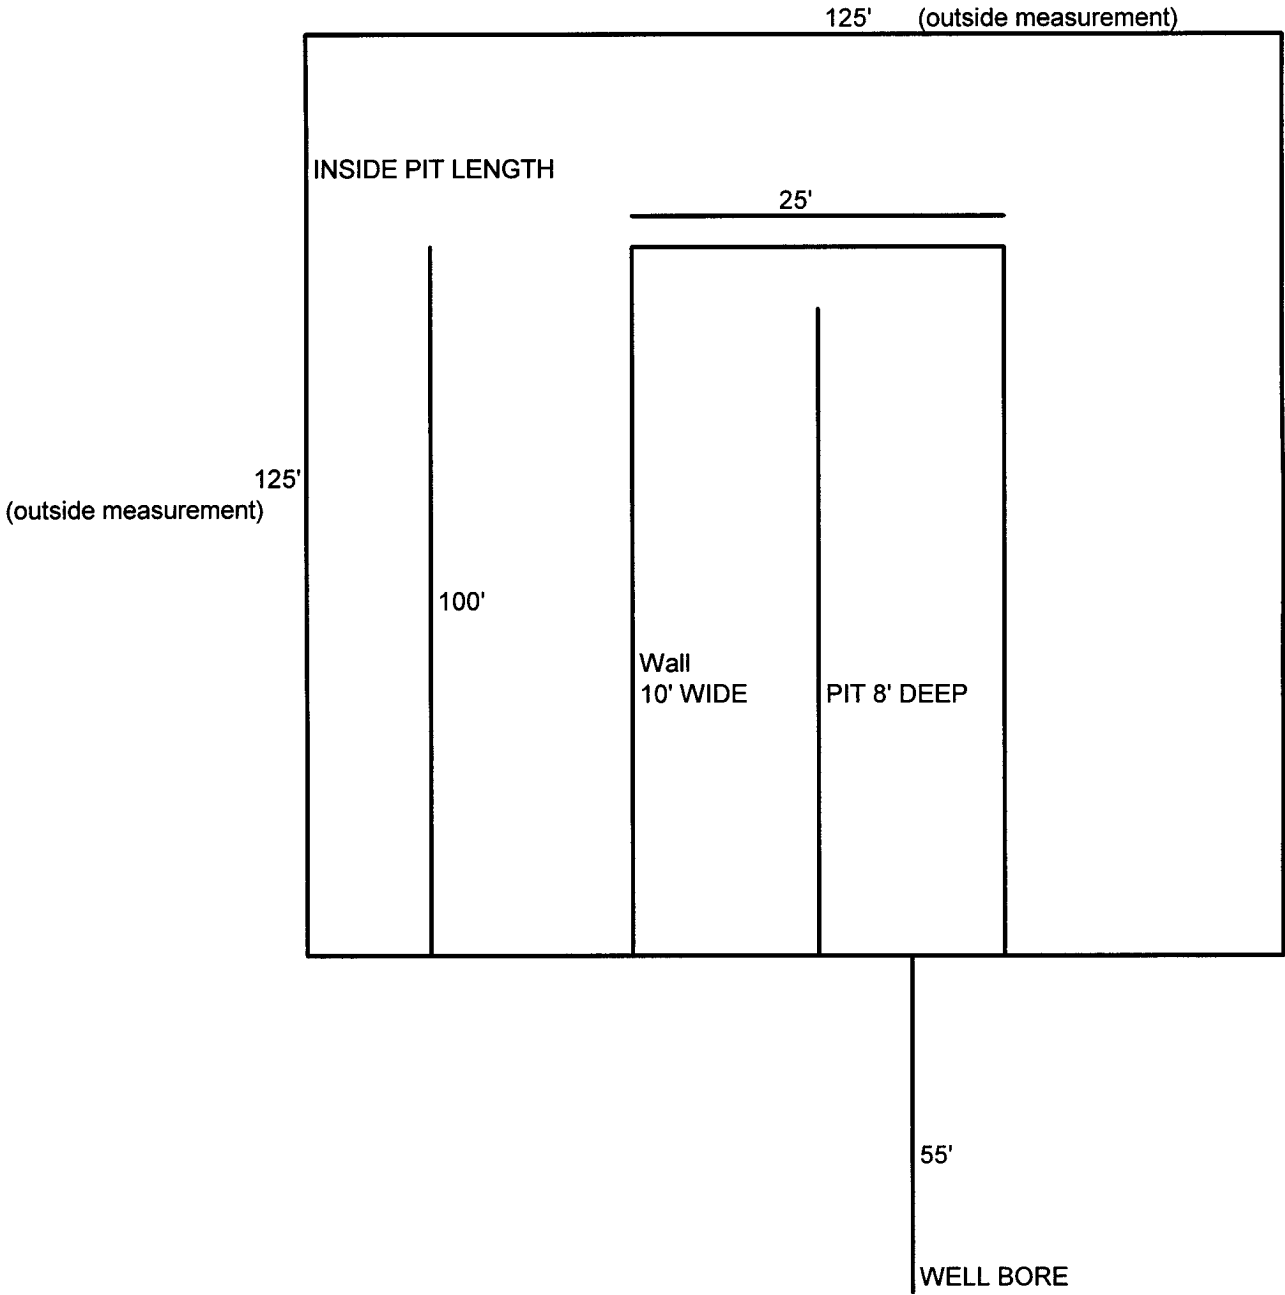 125' (outside measurement)
INSIDE PIT LENGTH
25'
125'
(outside measurement)
100'
Wall
10' WIDE
PIT 8' DEEP
55'
WELL BORE